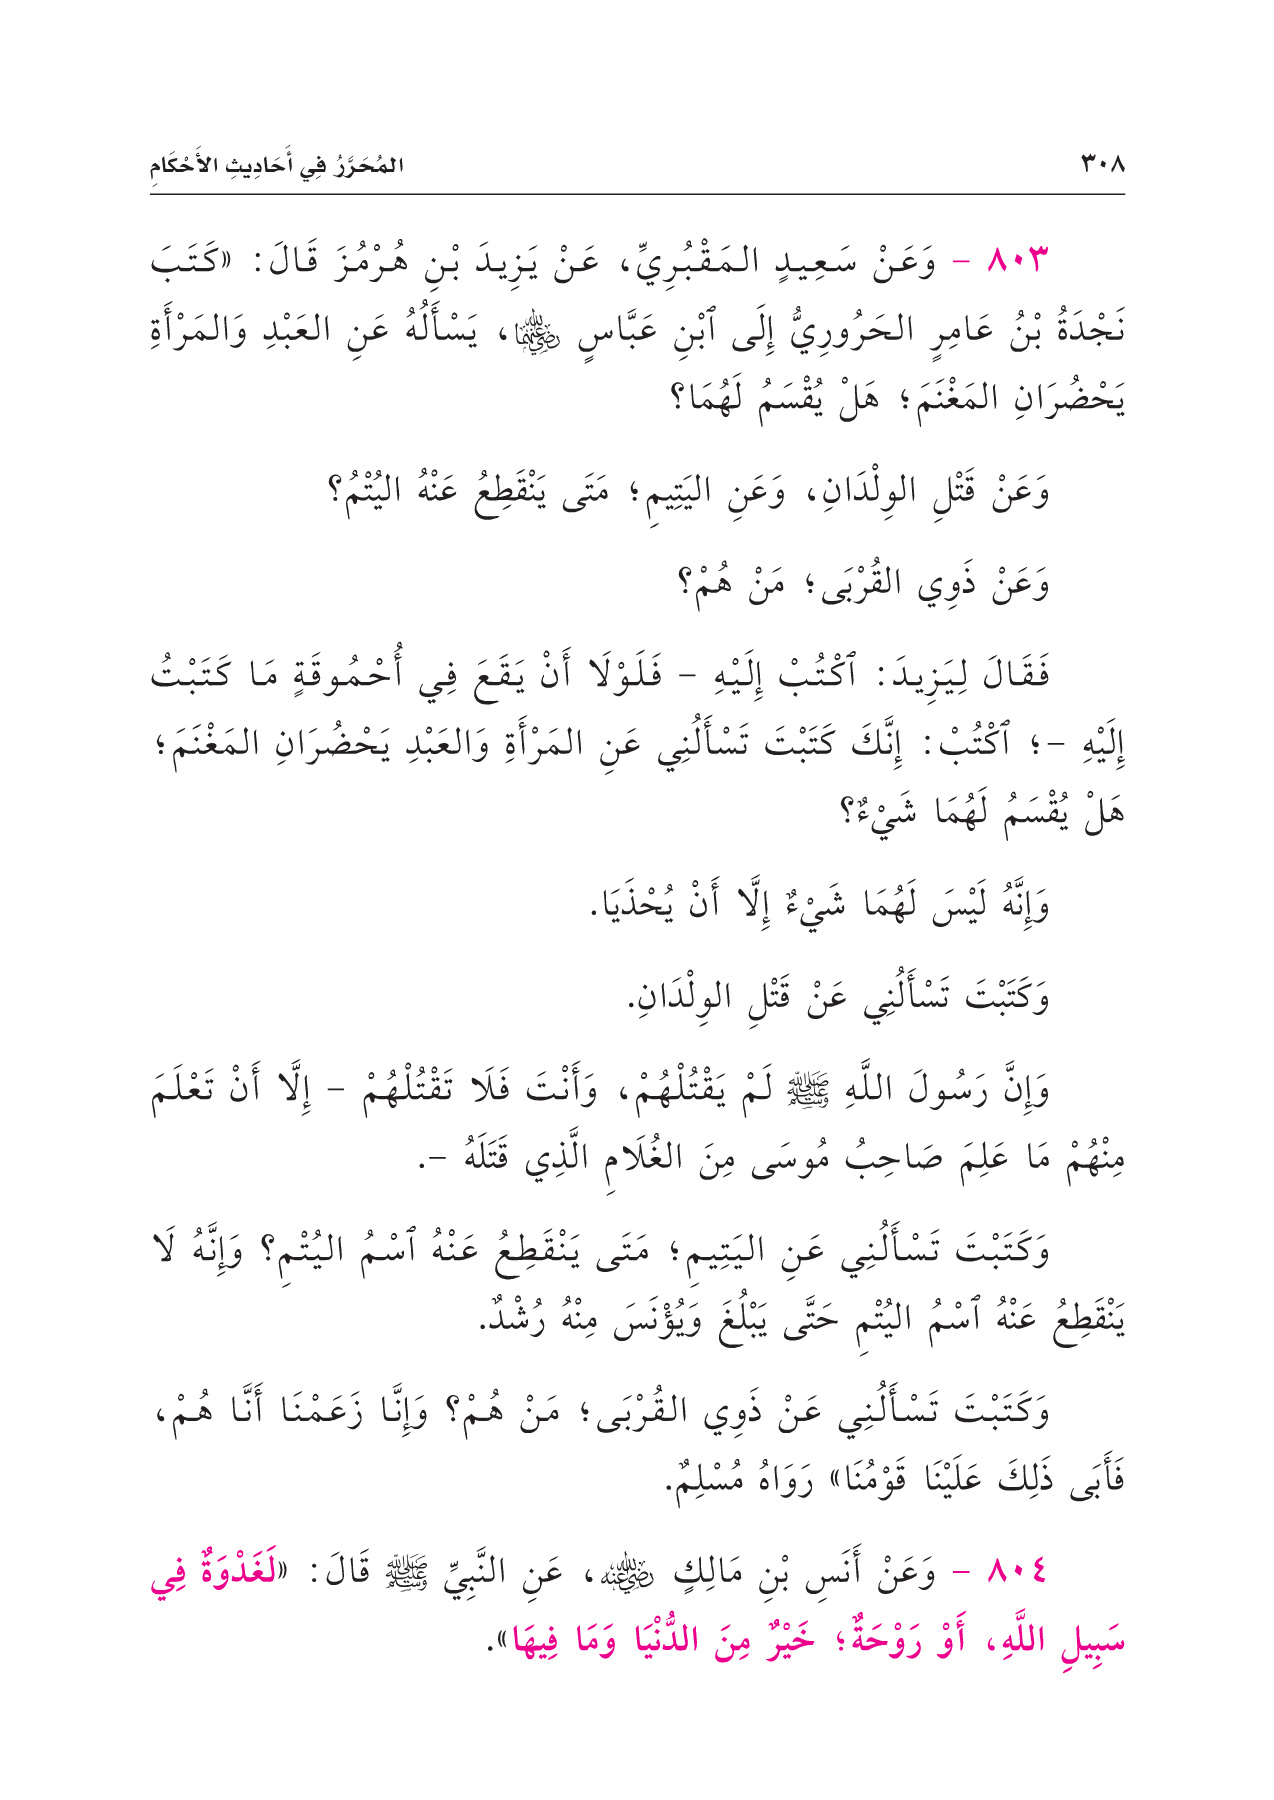 ٣٠٨ المُحَرَّرُ فِي أَحَادِيثِ الأَحْكَامِ
٨٠٣ - وَعَنْ سَعِيدٍ المَقْبُرِيِّ، عَنْ يَزِيدَ بْنِ هُرْمُزَ قَالَ: «كَتَبَ
نَجْدَةُ بْنُ عَامِرٍ الحَرُورِيُّ إِلَى ٱبْنِ عَبَّاسٍ رضي الله عنهما، يَسْأَلُهُ عَنِ العَبْدِ وَالمَرْأَةِ
يَحْضُرَانِ المَغْنَمَ؛ هَلْ يُقْسَمُ لَهُمَا؟
وَعَنْ قَتْلِ الوِلْدَانِ، وَعَنِ اليَتِيمِ؛ مَتَى يَنْقَطِعُ عَنْهُ اليُتْمُ؟
وَعَنْ ذَوِي القُرْبَى؛ مَنْ هُمْ؟
فَقَالَ لِيَزِيدَ: ٱكْتُبْ إِلَيْهِ - فَلَوْلَا أَنْ يَقَعَ فِي أُحْمُوقَةٍ مَا كَتَبْتُ
إِلَيْهِ -؛ ٱكْتُبْ: إِنَّكَ كَتَبْتَ تَسْأَلُنِي عَنِ المَرْأَةِ وَالعَبْدِ يَحْضُرَانِ المَغْنَمَ؛
هَلْ يُقْسَمُ لَهُمَا شَيْءٌ؟
وَإِنَّهُ لَيْسَ لَهُمَا شَيْءٌ إِلَّا أَنْ يُحْذَيَا.
وَكَتَبْتَ تَسْأَلُنِي عَنْ قَتْلِ الوِلْدَانِ.
وَإِنَّ رَسُولَ اللَّهِ ﷺ لَمْ يَقْتُلْهُمْ، وَأَنْتَ فَلَا تَقْتُلْهُمْ - إِلَّا أَنْ تَعْلَمَ
مِنْهُمْ مَا عَلِمَ صَاحِبُ مُوسَى مِنَ الغُلَامِ الَّذِي قَتَلَهُ -.
وَكَتَبْتَ تَسْأَلُنِي عَنِ اليَتِيمِ؛ مَتَى يَنْقَطِعُ عَنْهُ ٱسْمُ اليُتْمِ؟ وَإِنَّهُ لَا
يَنْقَطِعُ عَنْهُ ٱسْمُ اليُتْمِ حَتَّى يَبْلُغَ وَيُؤْنَسَ مِنْهُ رُشْدٌ.
وَكَتَبْتَ تَسْأَلُنِي عَنْ ذَوِي القُرْبَى؛ مَنْ هُمْ؟ وَإِنَّا زَعَمْنَا أَنَّا هُمْ،
فَأَبَى ذَلِكَ عَلَيْنَا قَوْمُنَا» رَوَاهُ مُسْلِمٌ.
٨٠٤ - وَعَنْ أَنَسِ بْنِ مَالِكٍ رضي الله عنه، عَنِ النَّبِيِّ ﷺ قَالَ: «لَغَدْوَةٌ فِي
سَبِيلِ اللَّهِ، أَوْ رَوْحَةٌ؛ خَيْرٌ مِنَ الدُّنْيَا وَمَا فِيهَا».